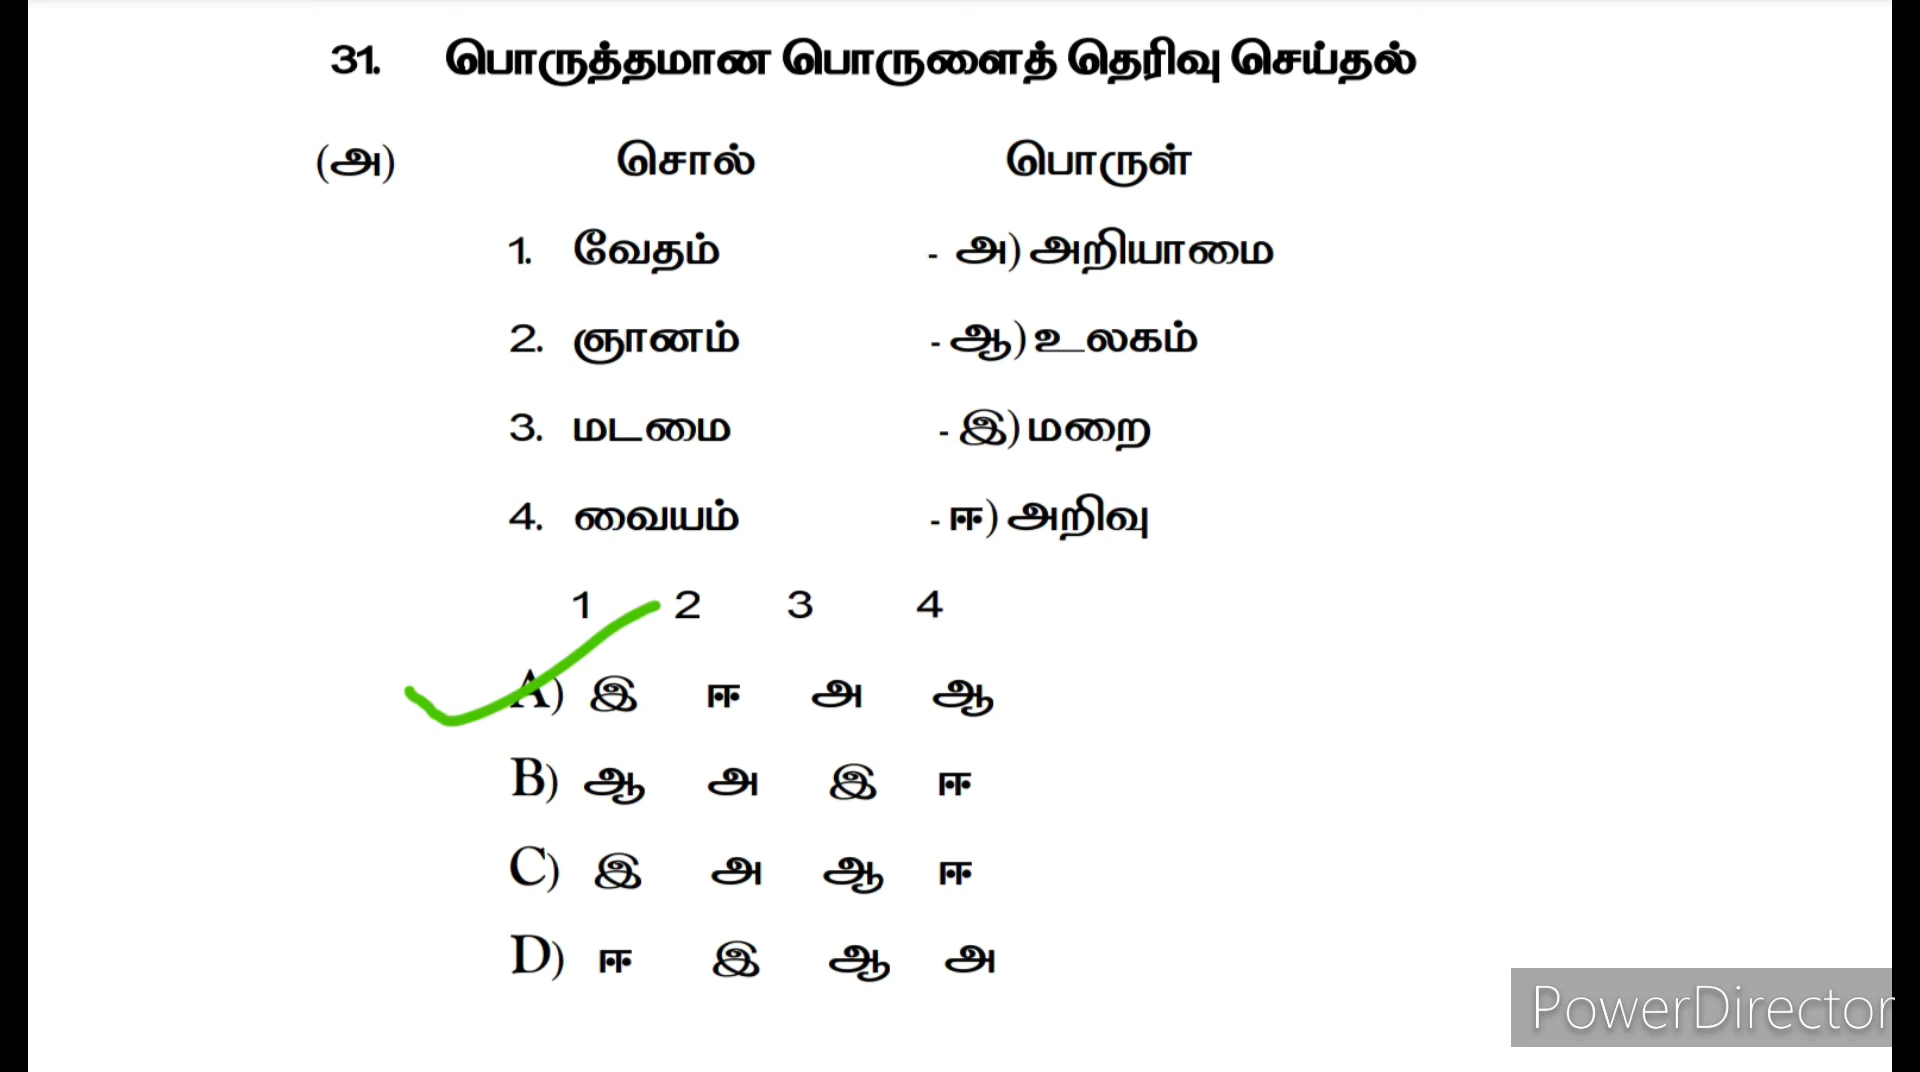 31. பொருத்தமான பொருளைத் தெரிவு செய்தல்
(அ) சொல் பொருள்
1. வேதம் - அ) அறியாமை
2. ஞானம் - ஆ) உலகம்
3. மடமை - இ) மறை
4. வையம் - ஈ) அறிவு
1 2 3 4
A) இ ஈ அ ஆ
B) ஆ அ இ ஈ
C) இ அ ஆ ஈ
D) ஈ இ ஆ அ
PowerDirector